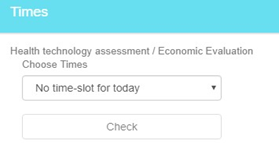 Times
Health technology assessment / Economic Evaluation
Choose Times
No time-slot for today
Check